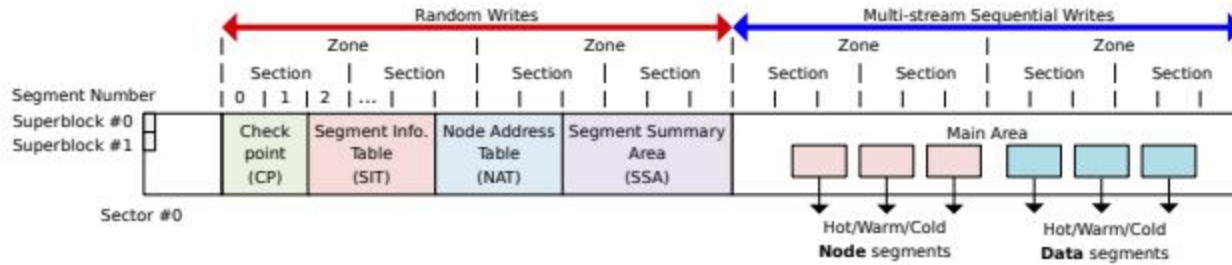 Random Writes Multi-stream Sequential Writes
Zone Zone Zone Zone
Section Section Section Section Section Section Section Section
Segment Number 0 1 2 ...
Superblock #0
Superblock #1
Check
point
(CP)
Segment Info.
Table
(SIT)
Node Address
Table
(NAT)
Segment Summary
Area
(SSA)
Main Area
Sector #0
Hot/Warm/Cold
Node segments
Hot/Warm/Cold
Data segments